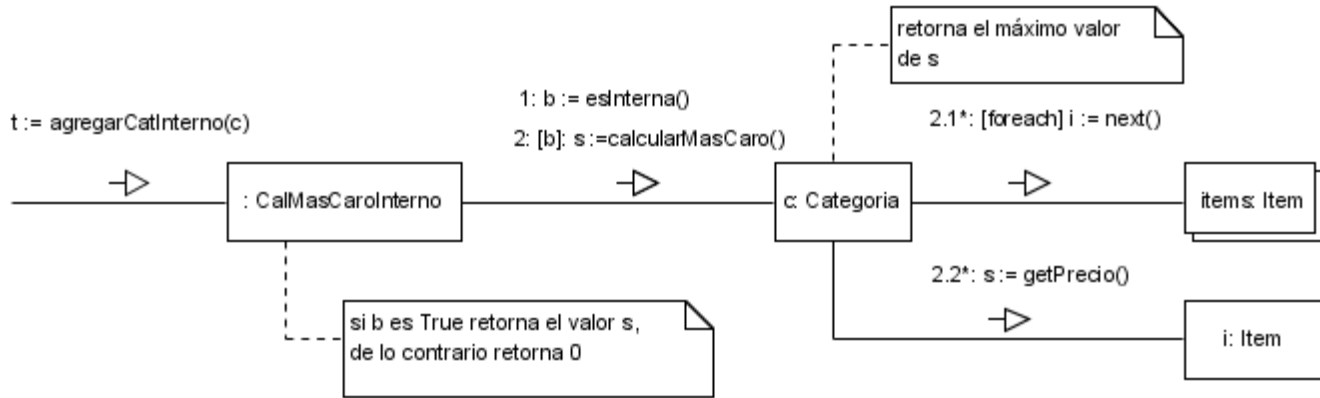 retorna el máximo valor
de s
t := agregarCatInterno(c)
1: b := esInterna()
2: [b]: s :=calcularMasCaro()
2.1*: [foreach] i := next()
: CalMasCaroInterno
c: Categoria
items: Item
2.2*: s := getPrecio()
si b es True retorna el valor s,
de lo contrario retorna 0
i: Item